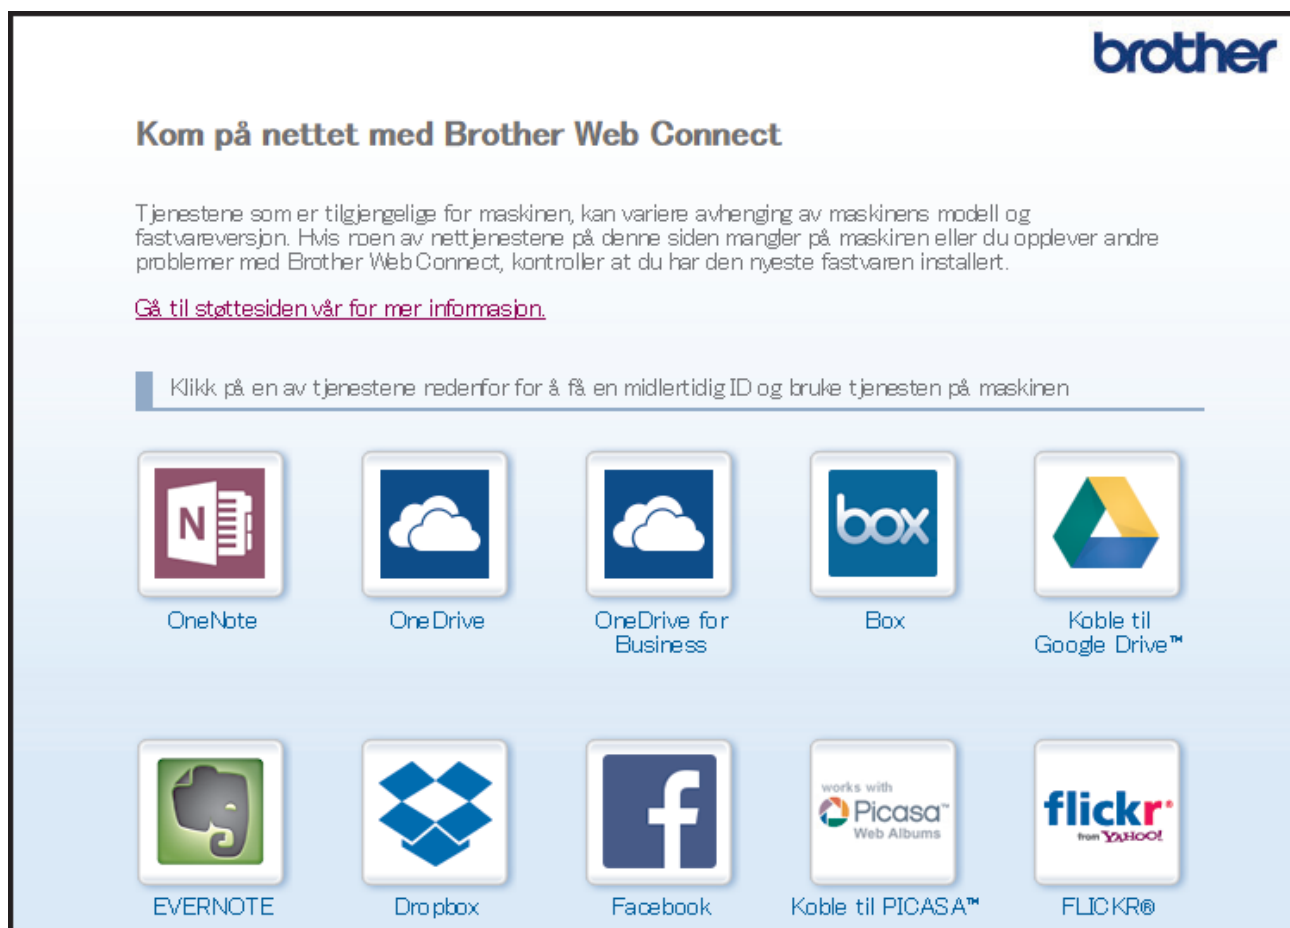 brother
Kom på nettet med Brother Web Connect
Tjenestene som er tilgjengelige for maskinen, kan variere avhenging av maskinens modell og
fastvareversjon. Hvis noen av nettjenestene på denne siden mangler på maskinen eller du opplever andre
problemer med Brother Web Connect, kontroller at du har den nyeste fastvaren installert.
Gå til støttesiden vår for mer informasjon.
Klikk på en av tjenestene nedenfor for å få en midlertidig ID og bruke tjenesten på maskinen
N
box
OneNote OneDrive OneDrive for Business Box Koble til Google Drive™
works with Picasa™ Web Albums
flickr from YAHOO!
EVERNOTE Dropbox Facebook Koble til PICASA™ FLICKR®